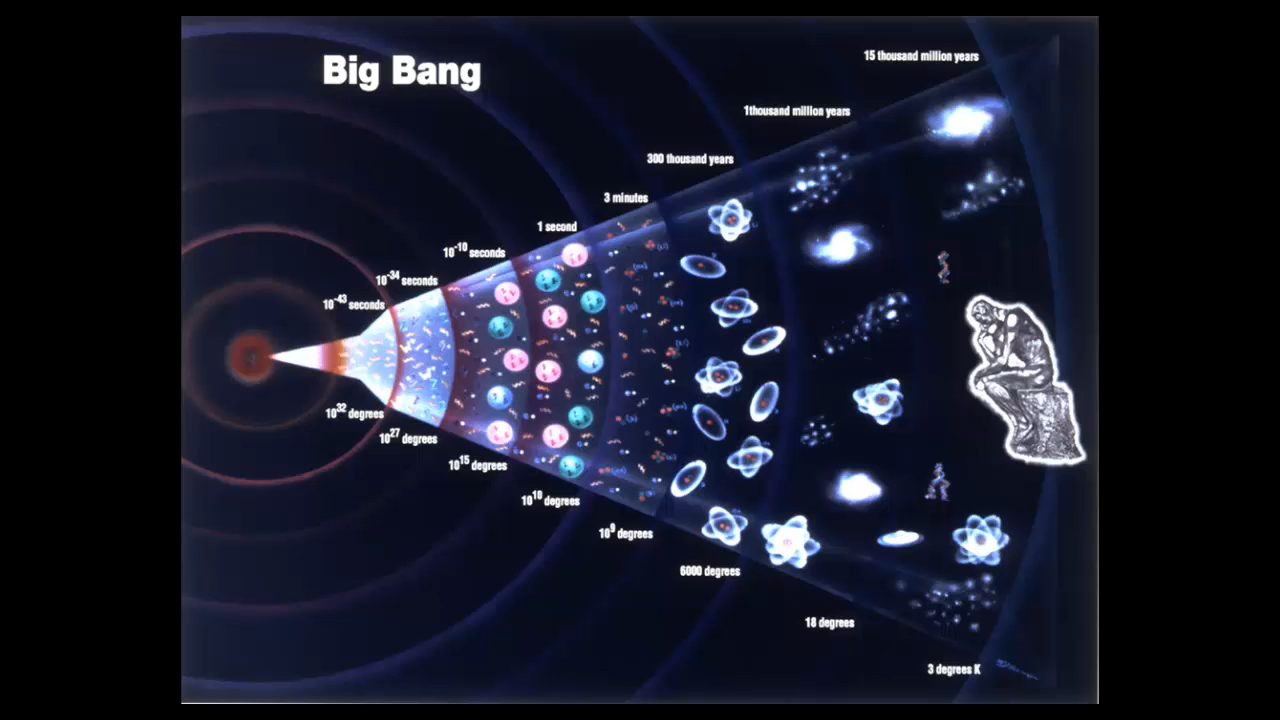 Big Bang
15 thousand million years
1thousand million years
300 thousand years
3 minutes
1 second
10⁻¹⁰ seconds
10⁻³⁴ seconds
10⁻⁴³ seconds
10³² degrees
10²⁷ degrees
10¹⁵ degrees
10¹⁰ degrees
10⁹ degrees
6000 degrees
18 degrees
3 degrees K